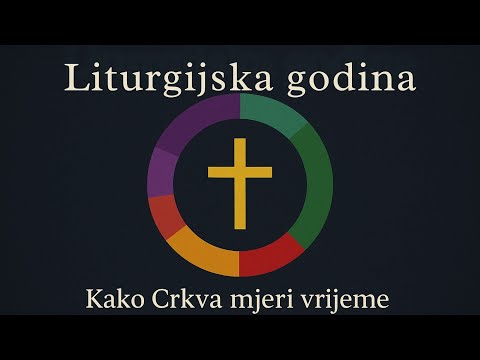 Liturgijska godina
Kako Crkva mjeri vrijeme